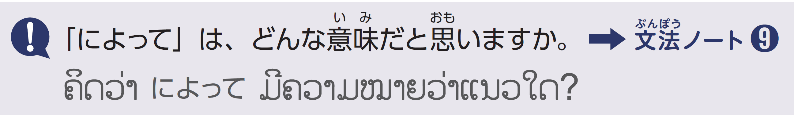 「によって」は、どんな意味だと思いますか。➡ 文法ノート❾
ຄິດວ່າ によって ມີຄວາມໝາຍວ່າແນວໃດ?